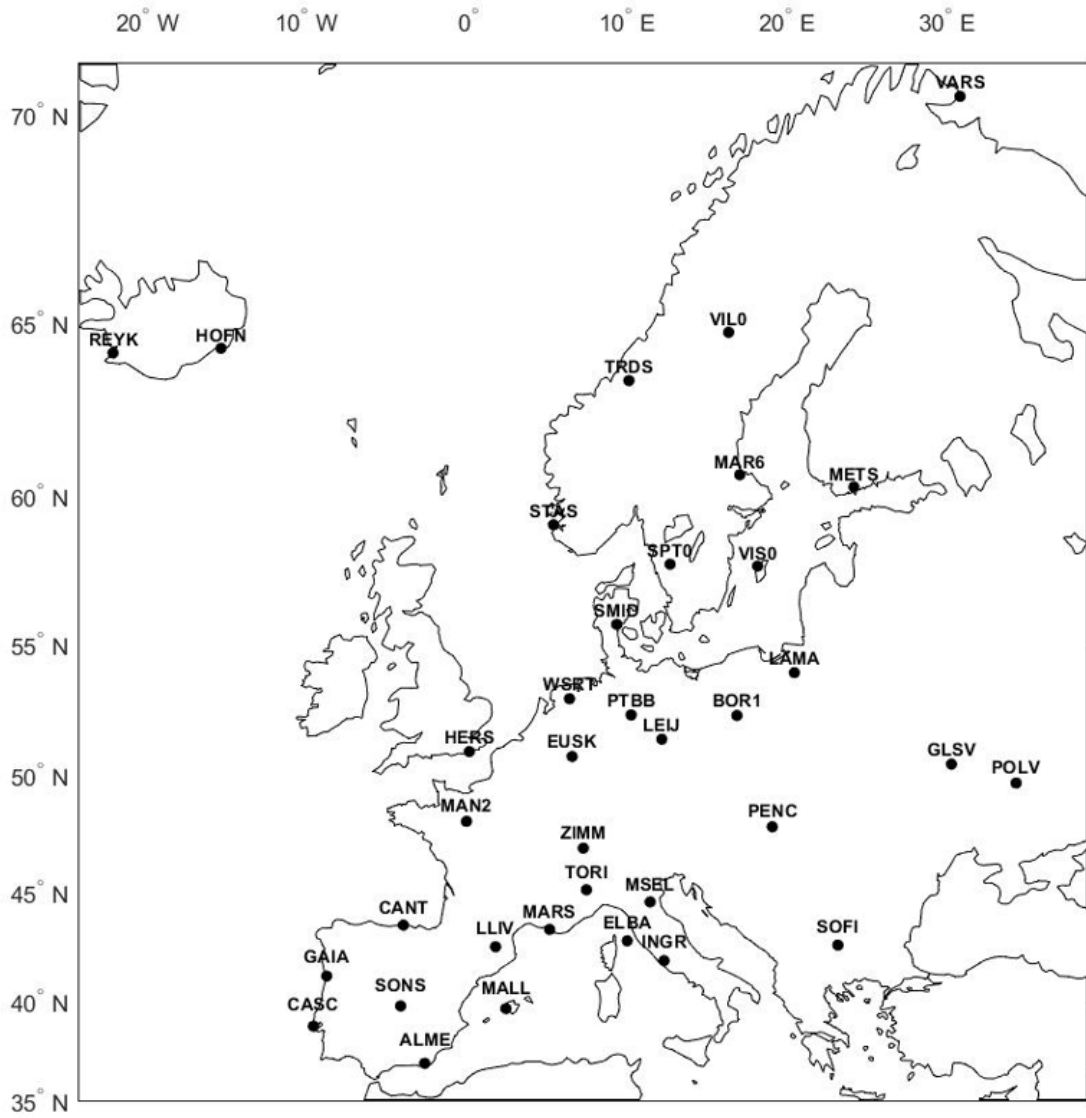 20° W 10° W 0° 10° E 20° E 30° E
VARS
70° N
65° N
VIL0
HOFN
REYK
TRDS
MAR6
METS
60° N
STAS
SPT0
VIS0
SMID
55° N
LAMA
WSRT
PTBB
BOR1
LEIJ
HERS
EUSK
GLSV
50° N
POLV
MAN2
PENC
ZIMM
TORI
45° N
MSEL
CANT
MARS
ELBA
LLIV
SOFI
INGR
GAIA
SONS
MALL
40° N
CASC
ALME
35° N